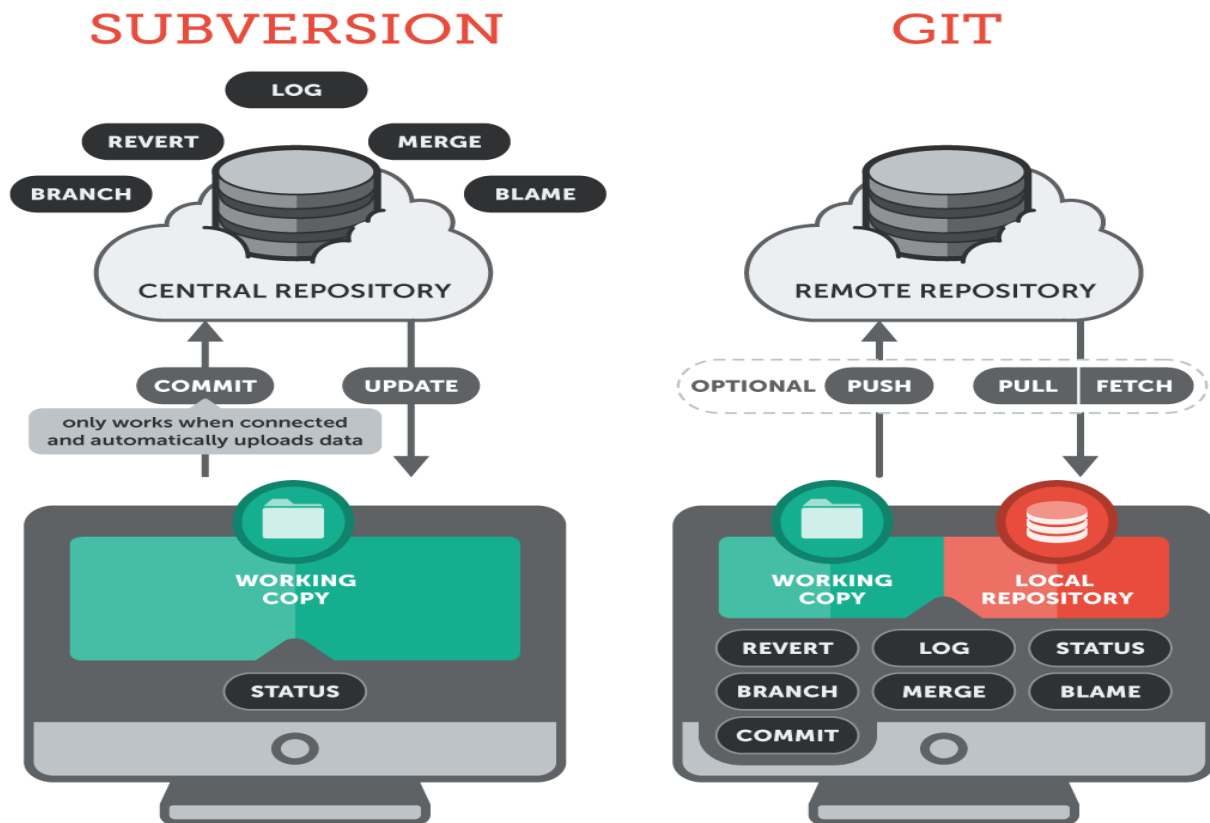 SUBVERSION
LOG
REVERT
MERGE
BRANCH
BLAME
CENTRAL REPOSITORY
COMMIT
UPDATE
only works when connected
and automatically uploads data
WORKING
COPY
STATUS
GIT
REMOTE REPOSITORY
OPTIONAL
PUSH
PULL
FETCH
WORKING
COPY
LOCAL
REPOSITORY
REVERT
LOG
STATUS
BRANCH
MERGE
BLAME
COMMIT